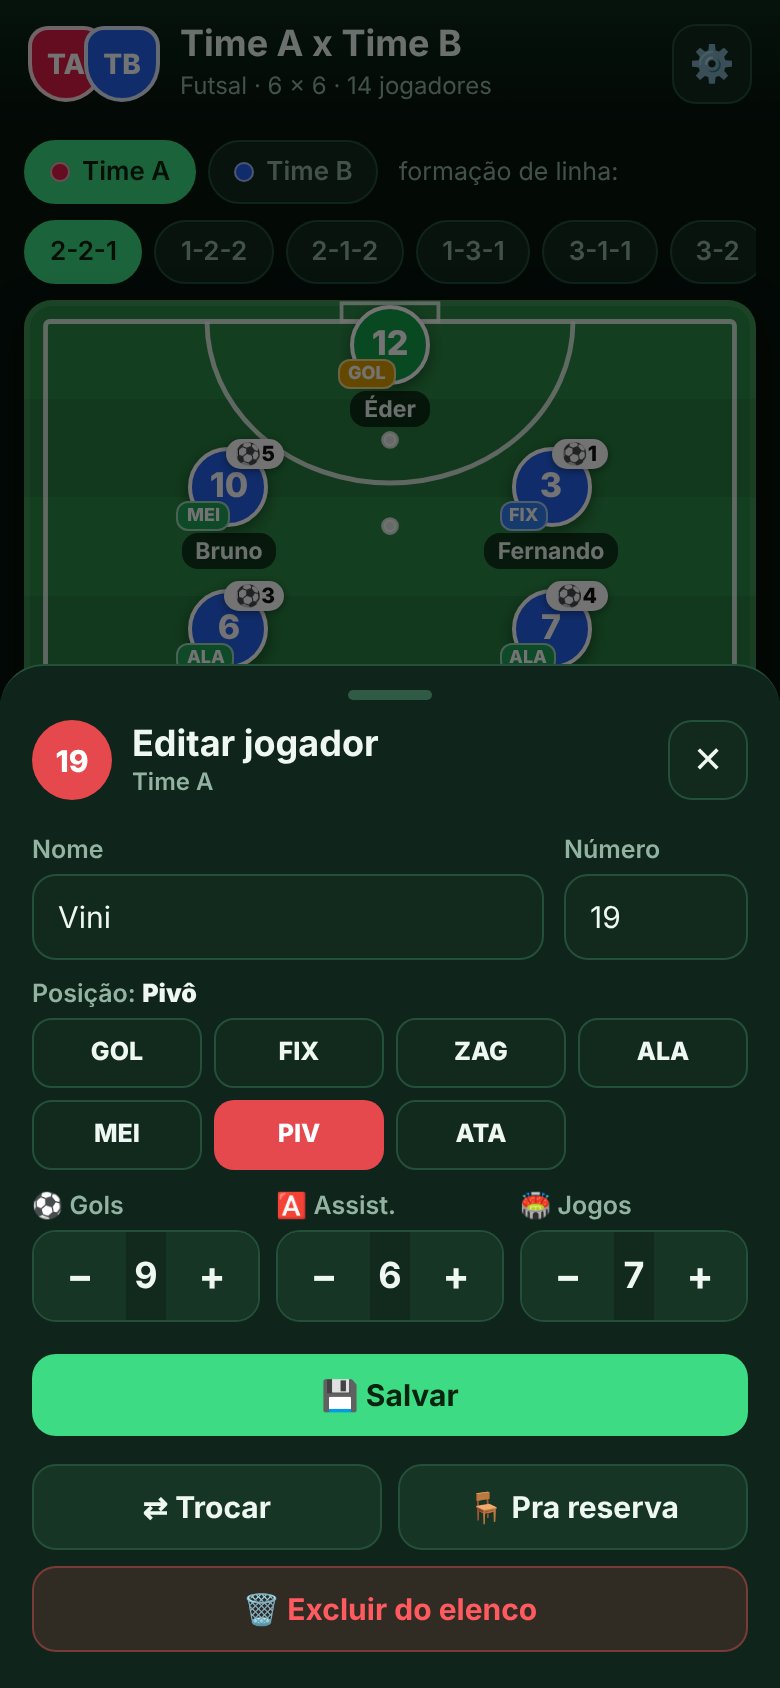 TA TB Time A x Time B
Futsal · 6 × 6 · 14 jogadores
Time A Time B formação de linha:
2-2-1 1-2-2 2-1-2 1-3-1 3-1-1 3-2
12
GOL
Éder
5 1
10 3
MEI FIX
Bruno Fernando
3 4
6 7
ALA ALA
19 Editar jogador ✕
Time A
Nome Número
Vini 19
Posição: Pivô
GOL FIX ZAG ALA
MEI PIV ATA
⚽ Gols 🅰️ Assist. 🏟️ Jogos
− 9 + − 6 + − 7 +
💾 Salvar
⇄ Trocar 🪑 Pra reserva
🗑️ Excluir do elenco